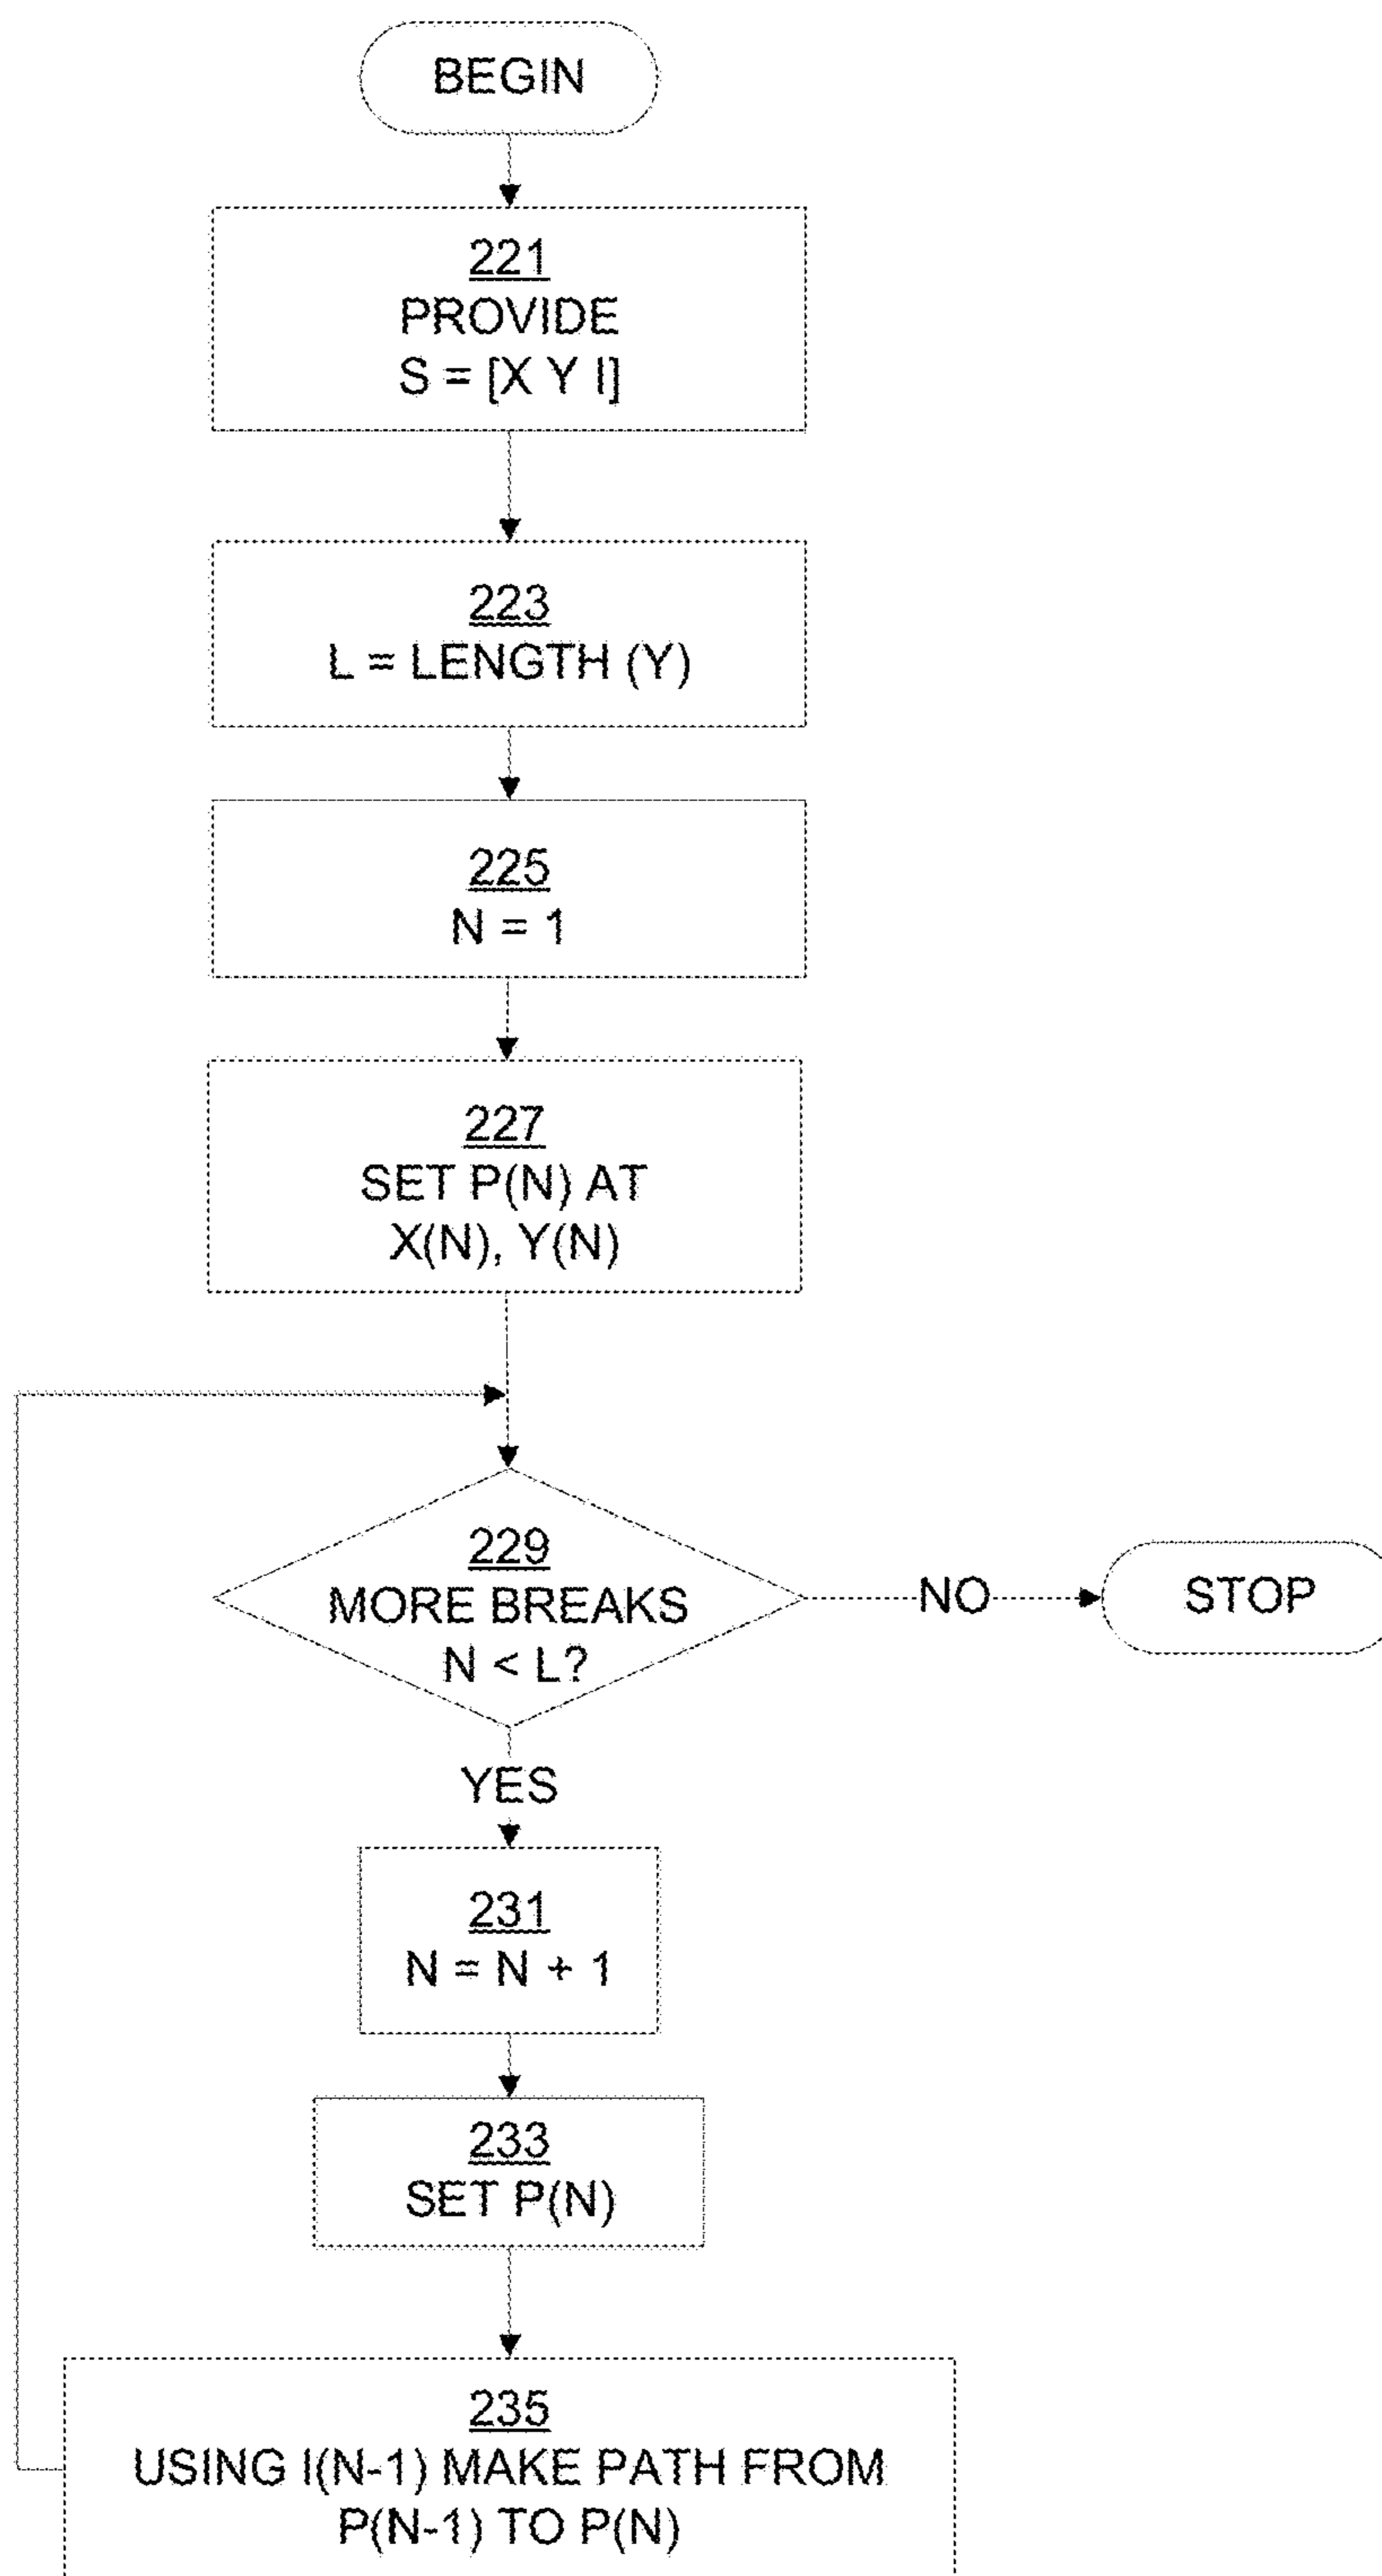 BEGIN
221
PROVIDE
S = [X Y I]
223
L = LENGTH (Y)
225
N = 1
227
SET P(N) AT
X(N), Y(N)
229
MORE BREAKS
N < L?
NO
STOP
YES
231
N = N + 1
233
SET P(N)
235
USING I(N-1) MAKE PATH FROM
P(N-1) TO P(N)